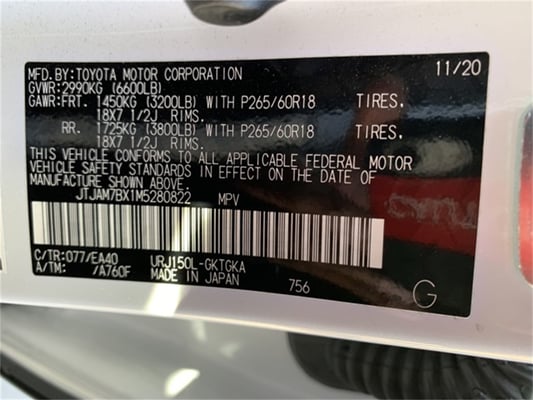 MFD.BY:TOYOTA MOTOR CORPORATION 11/20
GVWR:2990KG (6600LB)
GAWR:FRT. 1450KG (3200LB) WITH P265/60R18 TIRES,
18X7 1/2J RIMS.
RR. 1725KG (3800LB) WITH P265/60R18 TIRES,
18X7 1/2J RIMS.
THIS VEHICLE CONFORMS TO ALL APPLICABLE FEDERAL MOTOR
VEHICLE SAFETY STANDARDS IN EFFECT ON THE DATE OF
JTJAM7BX1M5280822 MPV
C/TR:077/EA40 URJ150L-GKTGKA
A/TM: /A760F MADE IN JAPAN 756
G